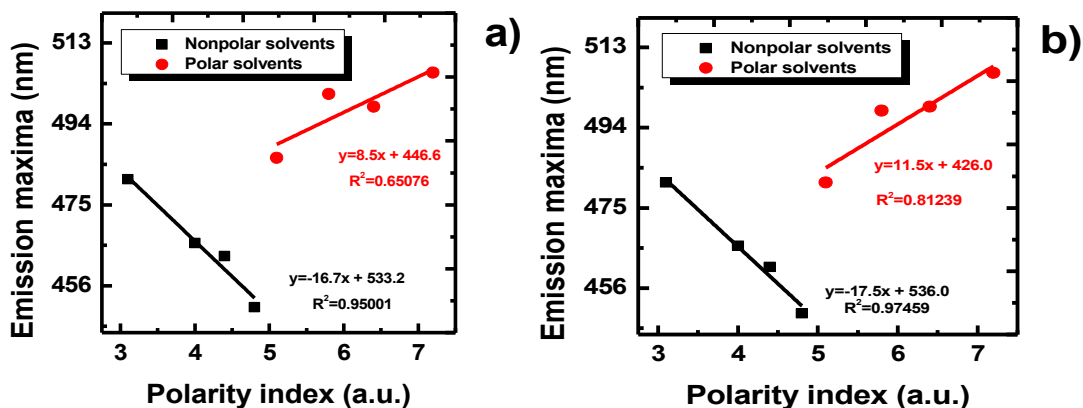 a)
Nonpolar solvents
Polar solvents
Emission maxima (nm)
513
494
475
456
y=8.5x + 446.6
R²=0.65076
y=-16.7x + 533.2
R²=0.95001
3 4 5 6 7
Polarity index (a.u.)
b)
Nonpolar solvents
Polar solvents
Emission maxima (nm)
513
494
475
456
y=11.5x + 426.0
R²=0.81239
y=-17.5x + 536.0
R²=0.97459
3 4 5 6 7
Polarity index (a.u.)